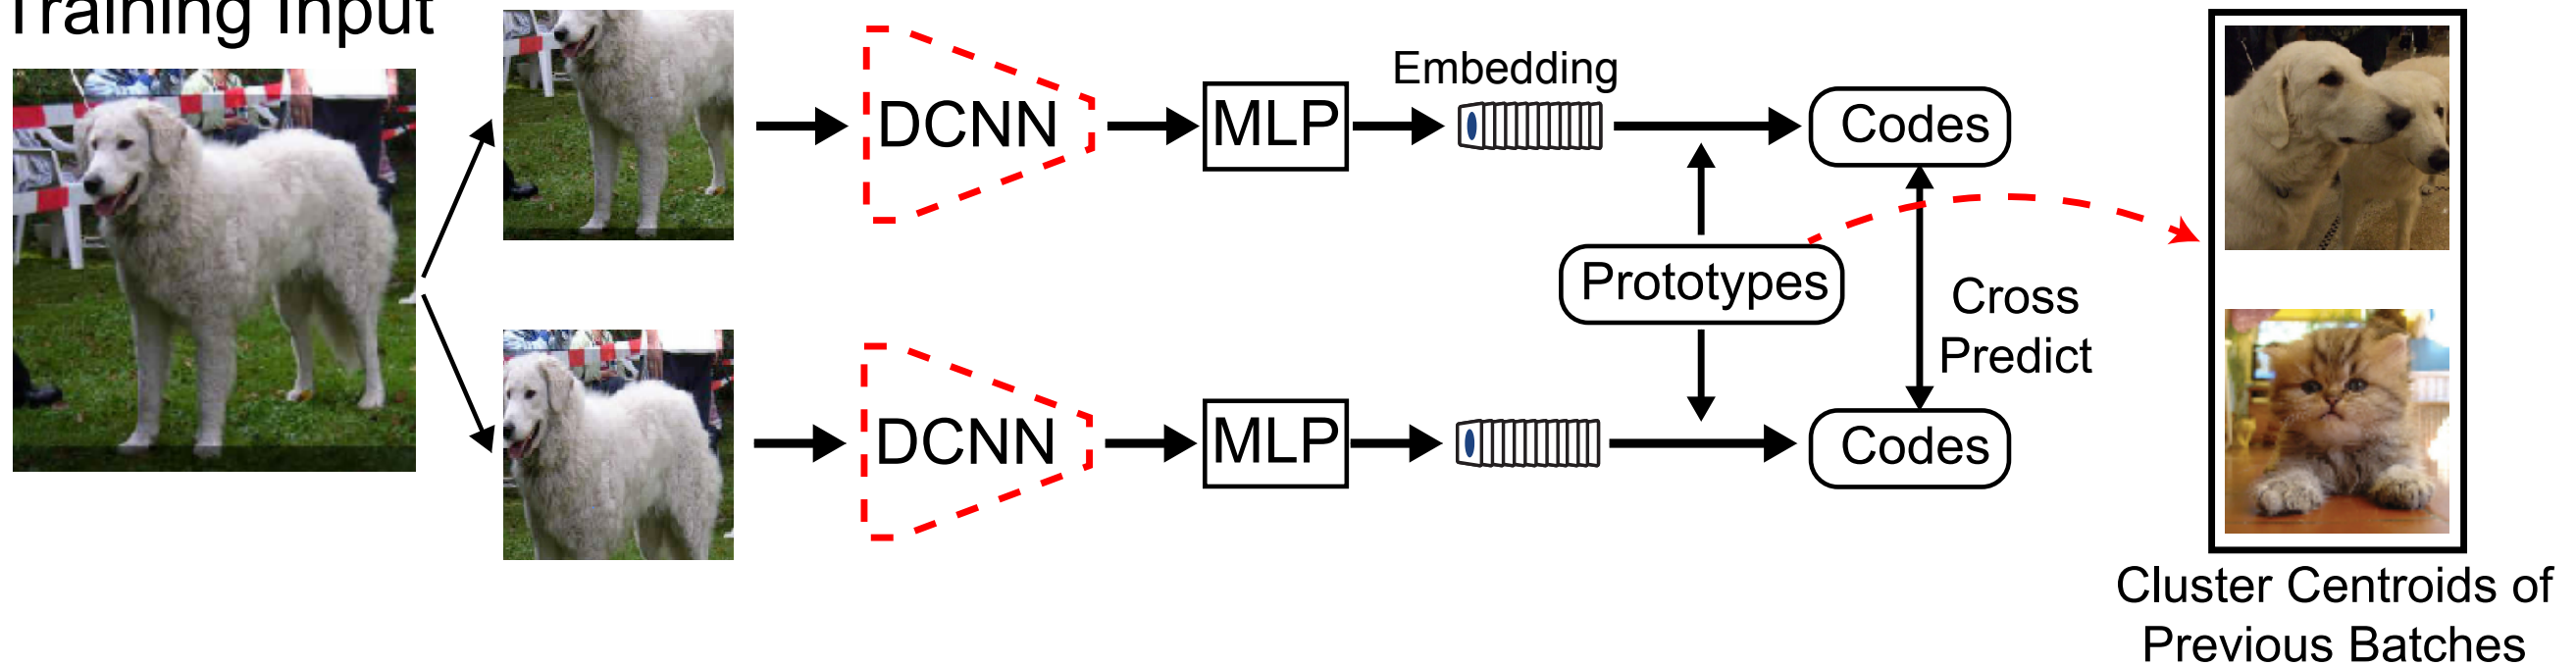 Training Input
DCNN
MLP
Embedding
Codes
Prototypes
Cross
Predict
DCNN
MLP
Codes
Cluster Centroids of
Previous Batches